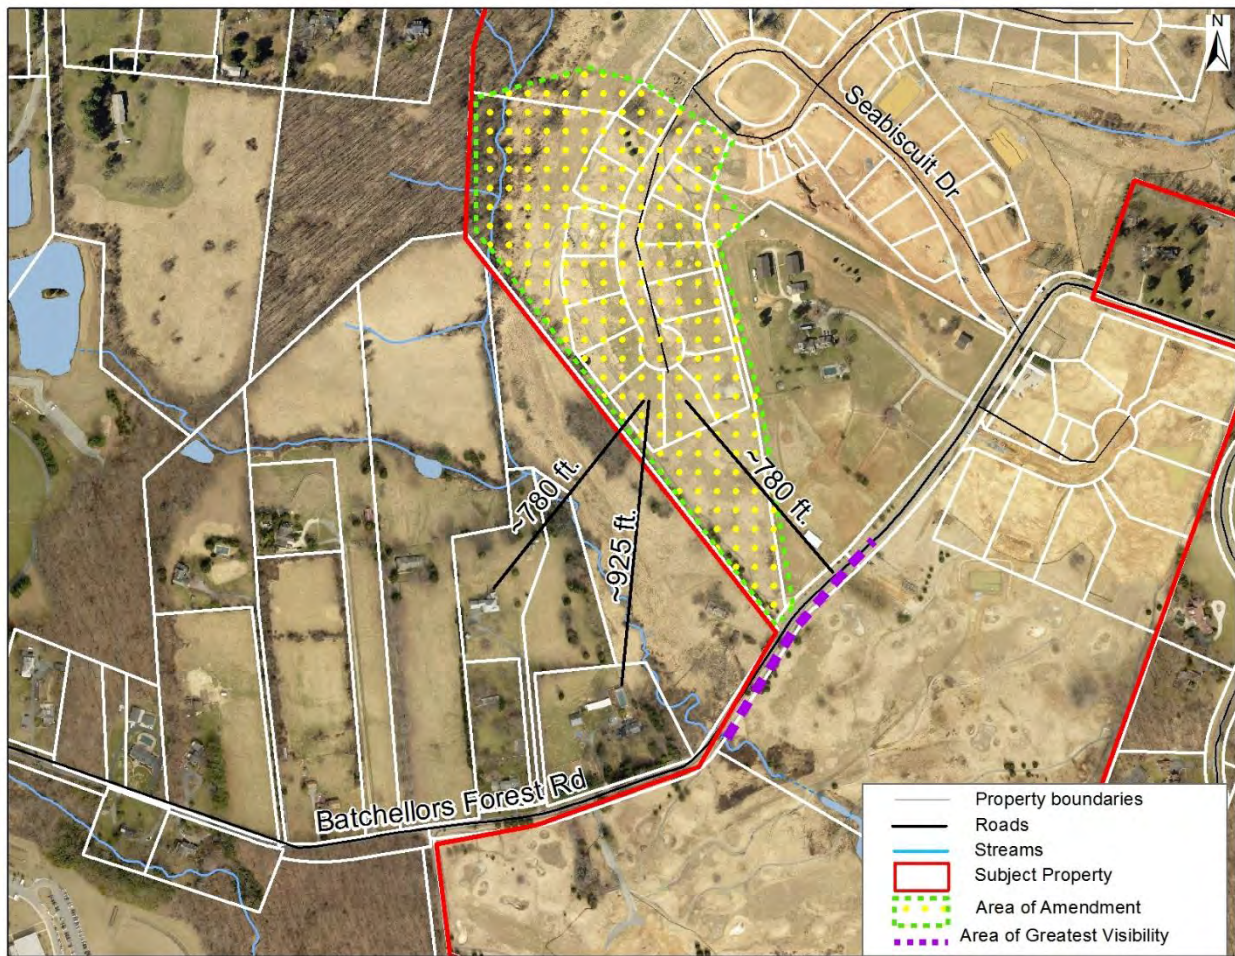 N
Seabiscuit Dr
~780 ft.
~925 ft.
~780 ft.
Batchellors Forest Rd
Property boundaries
Roads
Streams
Subject Property
Area of Amendment
Area of Greatest Visibility